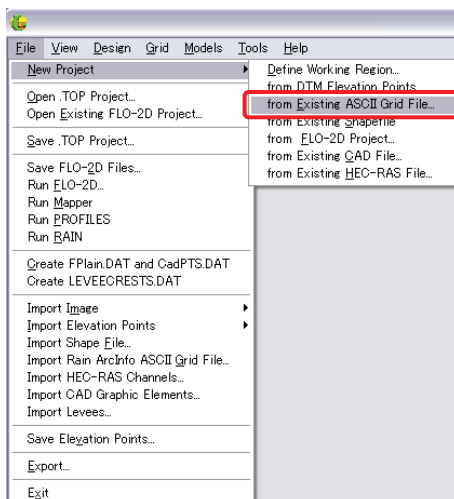 File View Design Grid Models Tools Help
New Project
Open .TOP Project...
Open Existing FLO-2D Project...
Save .TOP Project...
Save FLO-2D Files...
Run FLO-2D...
Run Mapper
Run PROFILES
Run RAIN
Create FPlain.DAT and CadPTS.DAT
Create LEVEECRESTS.DAT
Import Image
Import Elevation Points
Import Shape File...
Import Rain ArcInfo ASCII Grid File...
Import HEC-RAS Channels...
Import CAD Graphic Elements...
Import Levees...
Save Elevation Points...
Export...
Exit
Define Working Region...
from DTM Elevation Points
from Existing ASCII Grid File...
from Existing Shapefile
from FLO-2D Project...
from Existing CAD File...
from Existing HEC-RAS File...